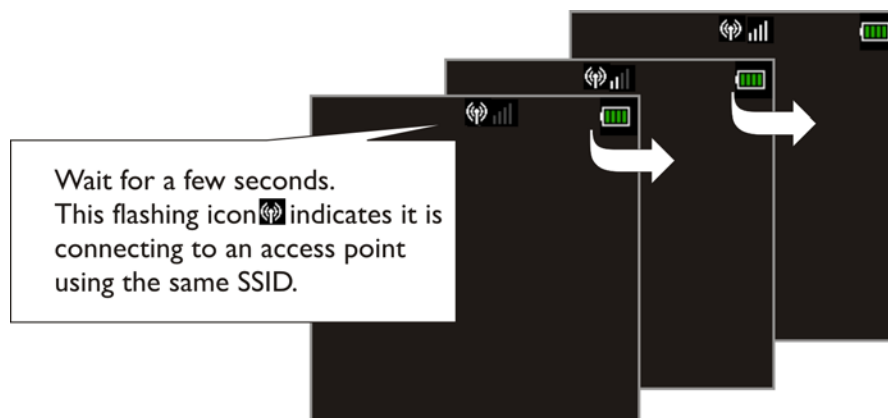 Wait for a few seconds.
This flashing icon indicates it is
connecting to an access point
using the same SSID.